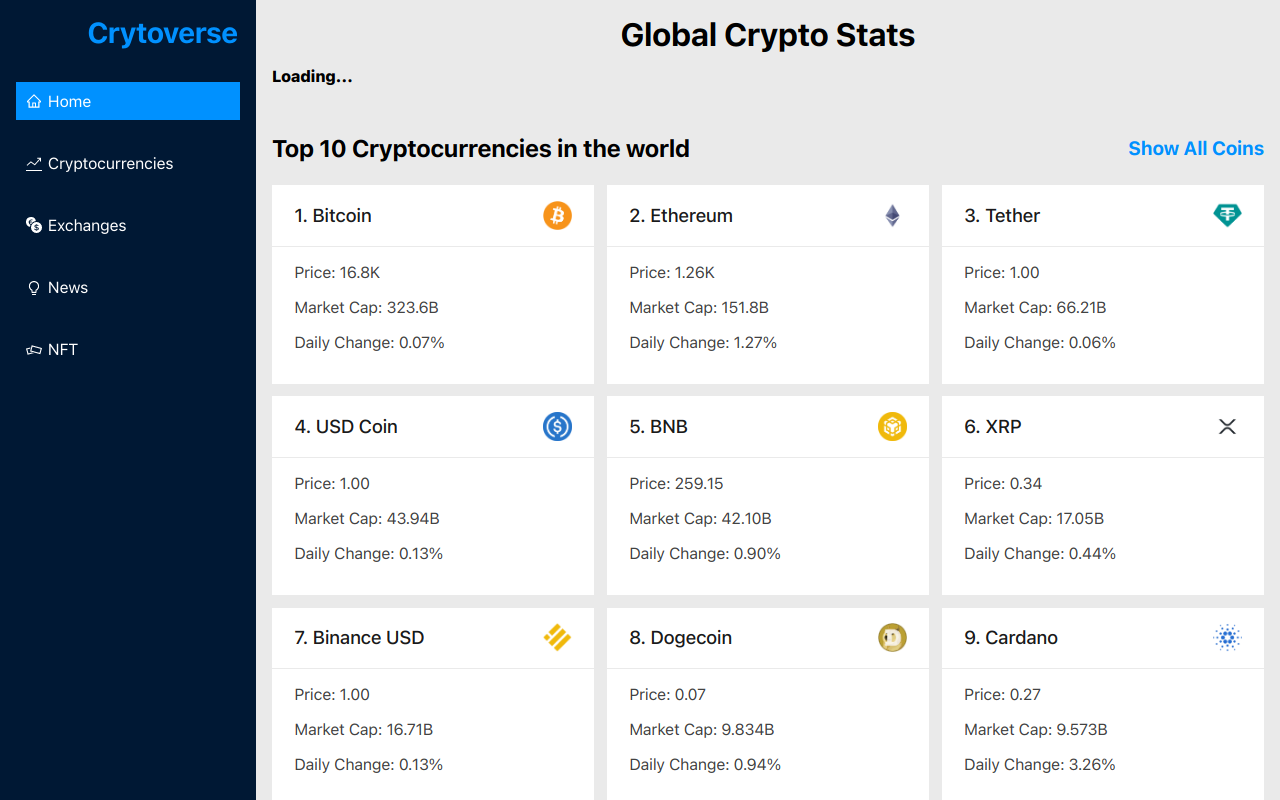 Crytoverse
Home
Cryptocurrencies
Exchanges
News
NFT
Global Crypto Stats
Loading...
Top 10 Cryptocurrencies in the world
Show All Coins
1. Bitcoin
Price: 16.8K
Market Cap: 323.6B
Daily Change: 0.07%
2. Ethereum
Price: 1.26K
Market Cap: 151.8B
Daily Change: 1.27%
3. Tether
Price: 1.00
Market Cap: 66.21B
Daily Change: 0.06%
4. USD Coin
Price: 1.00
Market Cap: 43.94B
Daily Change: 0.13%
5. BNB
Price: 259.15
Market Cap: 42.10B
Daily Change: 0.90%
6. XRP
Price: 0.34
Market Cap: 17.05B
Daily Change: 0.44%
7. Binance USD
Price: 1.00
Market Cap: 16.71B
Daily Change: 0.13%
8. Dogecoin
Price: 0.07
Market Cap: 9.834B
Daily Change: 0.94%
9. Cardano
Price: 0.27
Market Cap: 9.573B
Daily Change: 3.26%